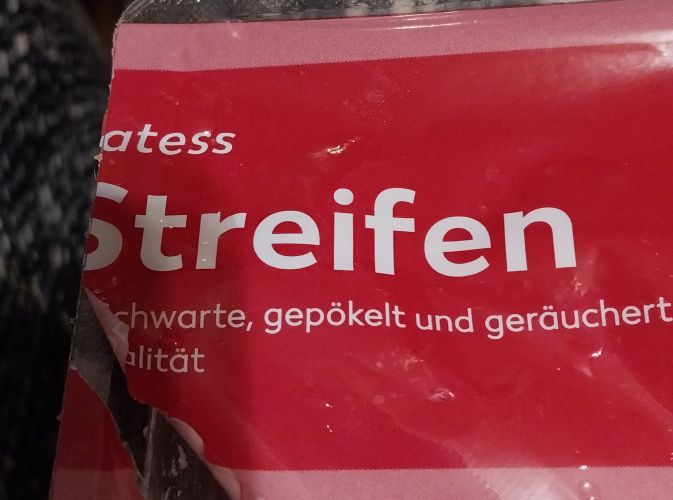 atess
Streifen
chwarte, gepökelt und geräuchert
alität